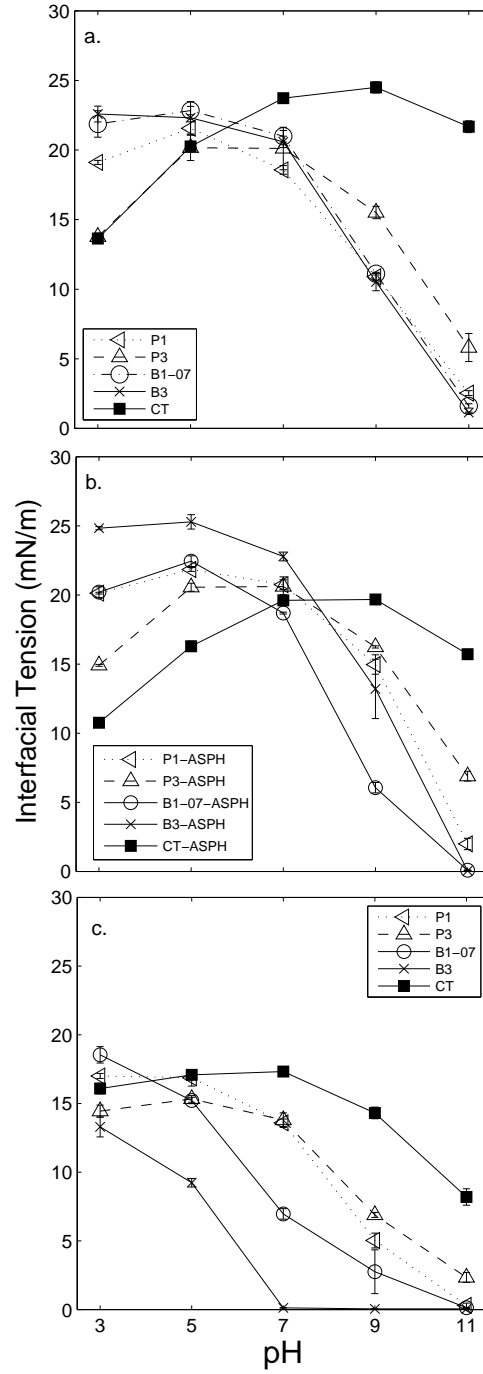 30
a.
25
20
15
10
5
0
P1
P3
B1−07
B3
CT
30
b.
25
20
15
10
5
0
P1−ASPH
P3−ASPH
B1−07−ASPH
B3−ASPH
CT−ASPH
Interfacial Tension (mN/m)
30
c.
25
20
15
10
5
0
P1
P3
B1−07
B3
CT
3 5 7 9 11
pH